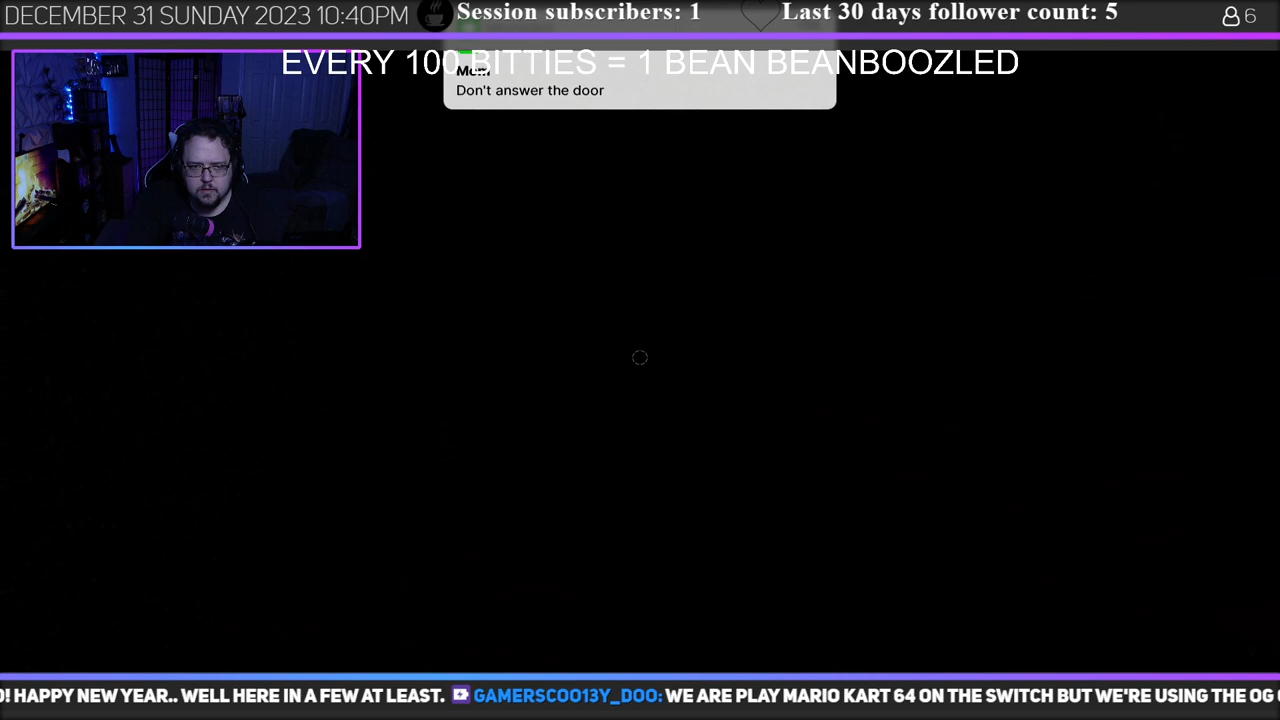 DECEMBER 31 SUNDAY 2023 10:40PM
Session subscribers: 1
Last 30 days follower count: 5
6
EVERY 100 BITTIES = 1 BEAN BEANBOOZLED
Mom
Don't answer the door
! HAPPY NEW YEAR.. WELL HERE IN A FEW AT LEAST. GAMERSCOO13Y_DOO: WE ARE PLAY MARIO KART 64 ON THE SWITCH BUT WE'RE USING THE OG